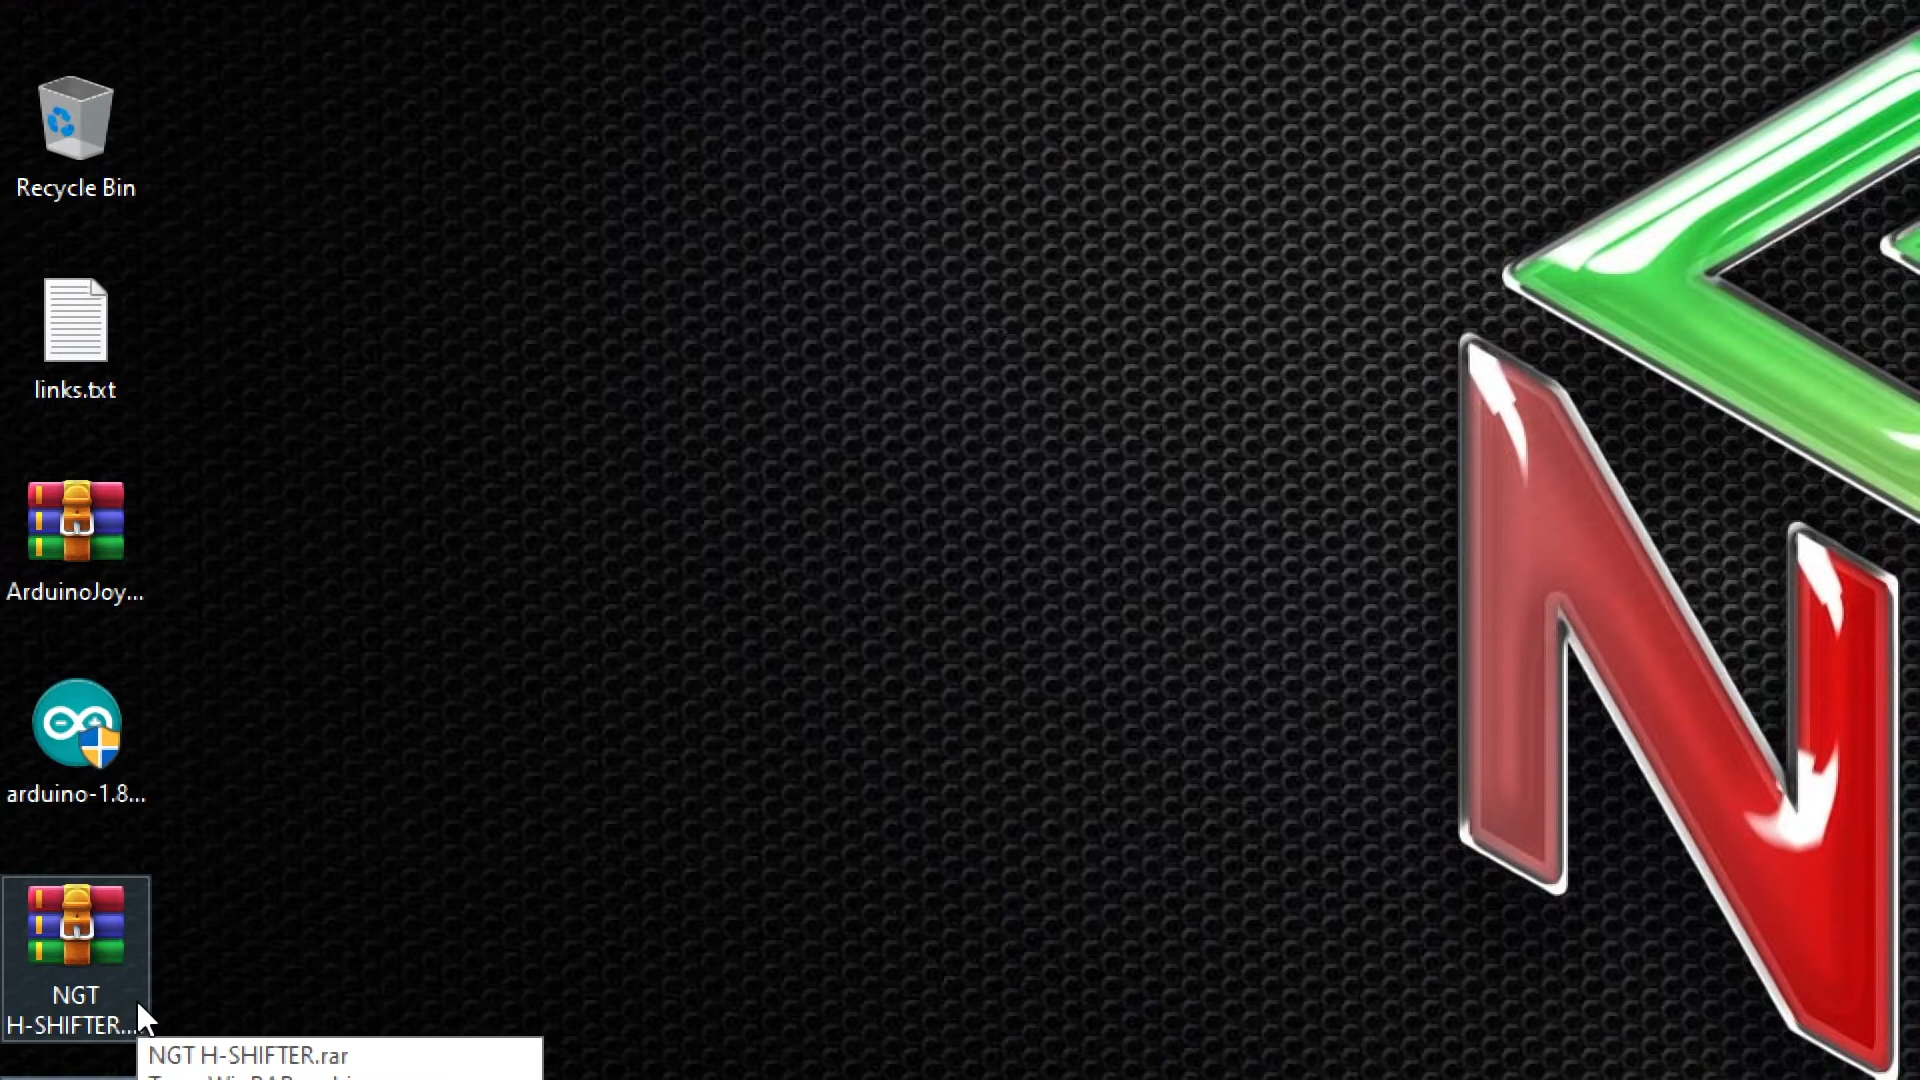 Recycle Bin
links.txt
ArduinoJoy...
arduino-1.8...
NGT
H-SHIFTER...
NGT H-SHIFTER.rar
N